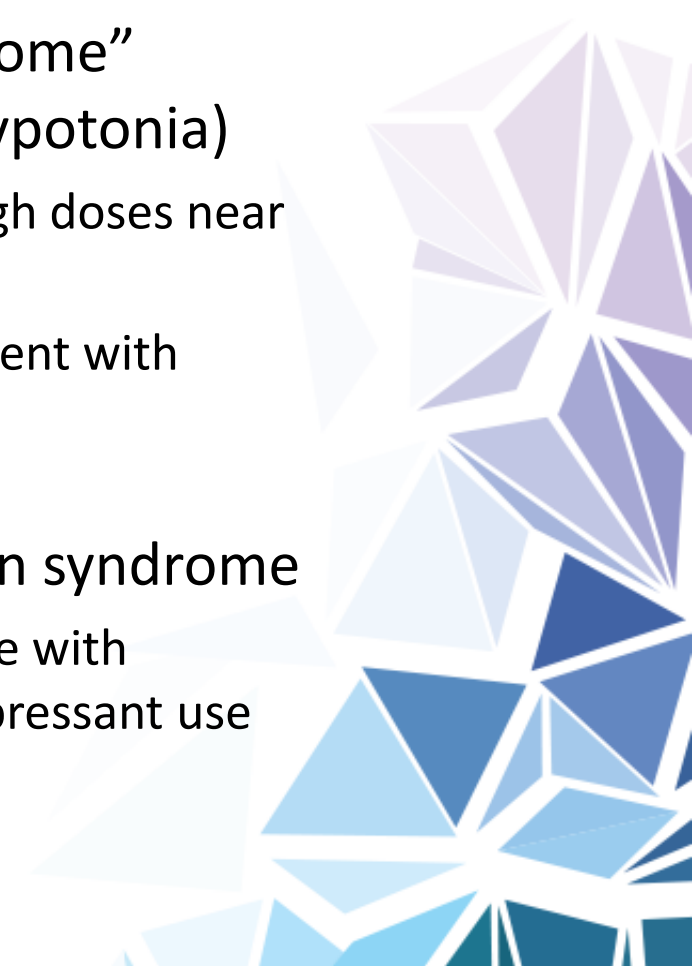 ome”
ypotonia)
gh doses near
ent with
n syndrome
e with
pressant use